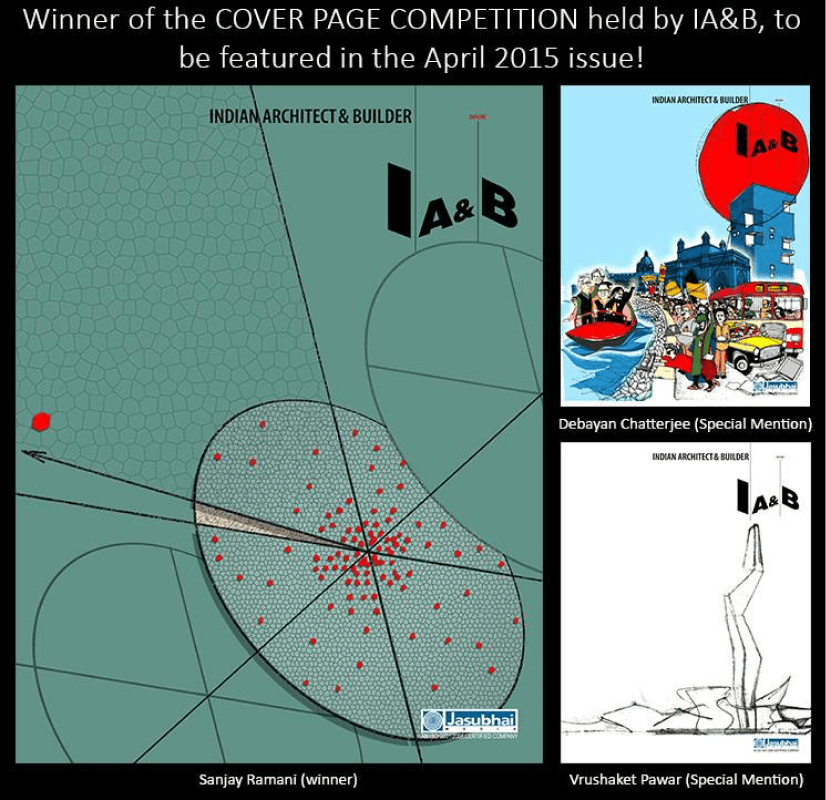 Winner of the COVER PAGE COMPETITION held by IA&B, to
be featured in the April 2015 issue!
INDIAN ARCHITECT & BUILDER
IA&B
Jasubhai
Sanjay Ramani (winner)
INDIAN ARCHITECT & BUILDER
IA&B
Jasubhai
Debayan Chatterjee (Special Mention)
INDIAN ARCHITECT & BUILDER
IA&B
Jasubhai
Vrushaket Pawar (Special Mention)